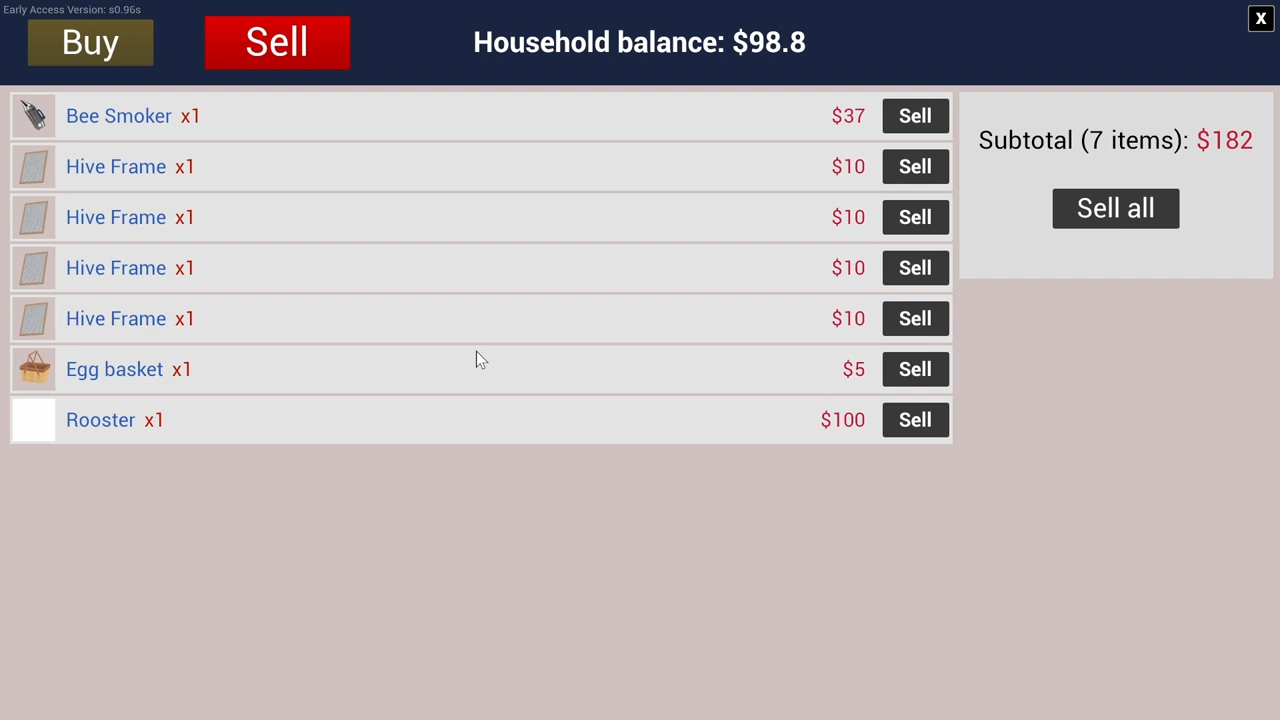 Early Access Version: s0.96s
Buy
Sell
Household balance: $98.8
X
Bee Smoker x1 $37 Sell
Hive Frame x1 $10 Sell
Hive Frame x1 $10 Sell
Hive Frame x1 $10 Sell
Hive Frame x1 $10 Sell
Egg basket x1 $5 Sell
Rooster x1 $100 Sell
Subtotal (7 items): $182
Sell all